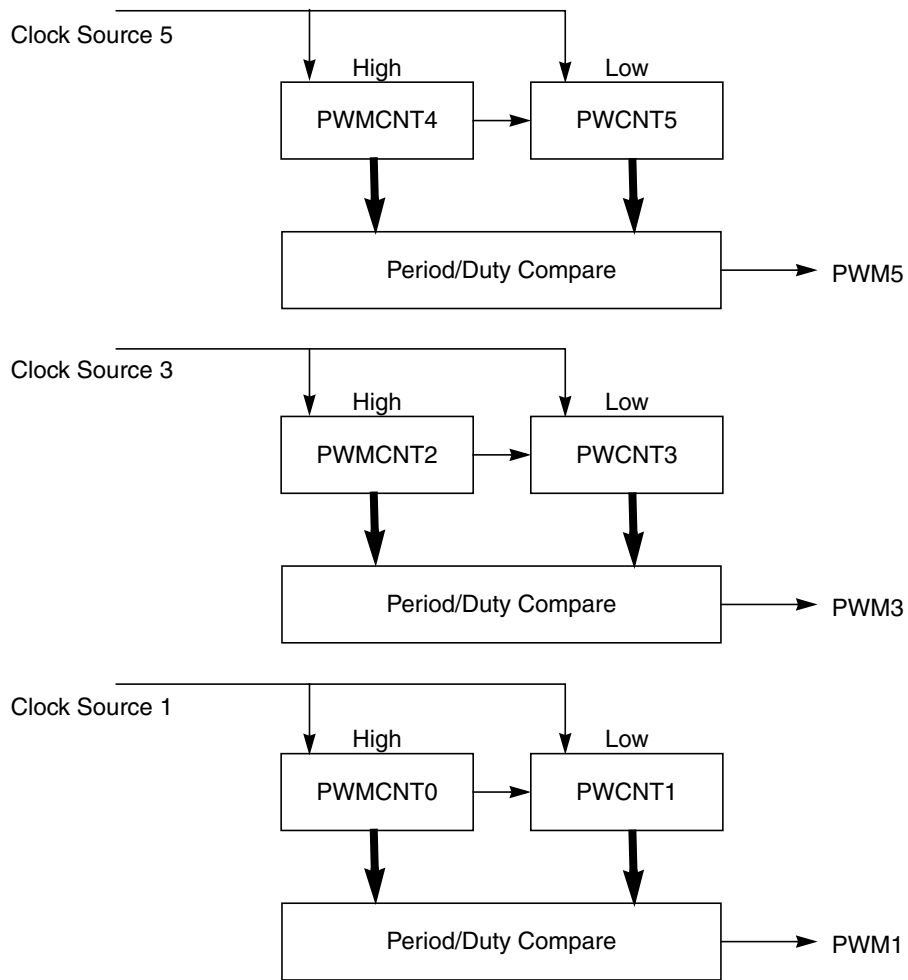 Clock Source 5
High
Low
PWMCNT4
PWCNT5
Period/Duty Compare
PWM5
Clock Source 3
High
Low
PWMCNT2
PWCNT3
Period/Duty Compare
PWM3
Clock Source 1
High
Low
PWMCNT0
PWCNT1
Period/Duty Compare
PWM1